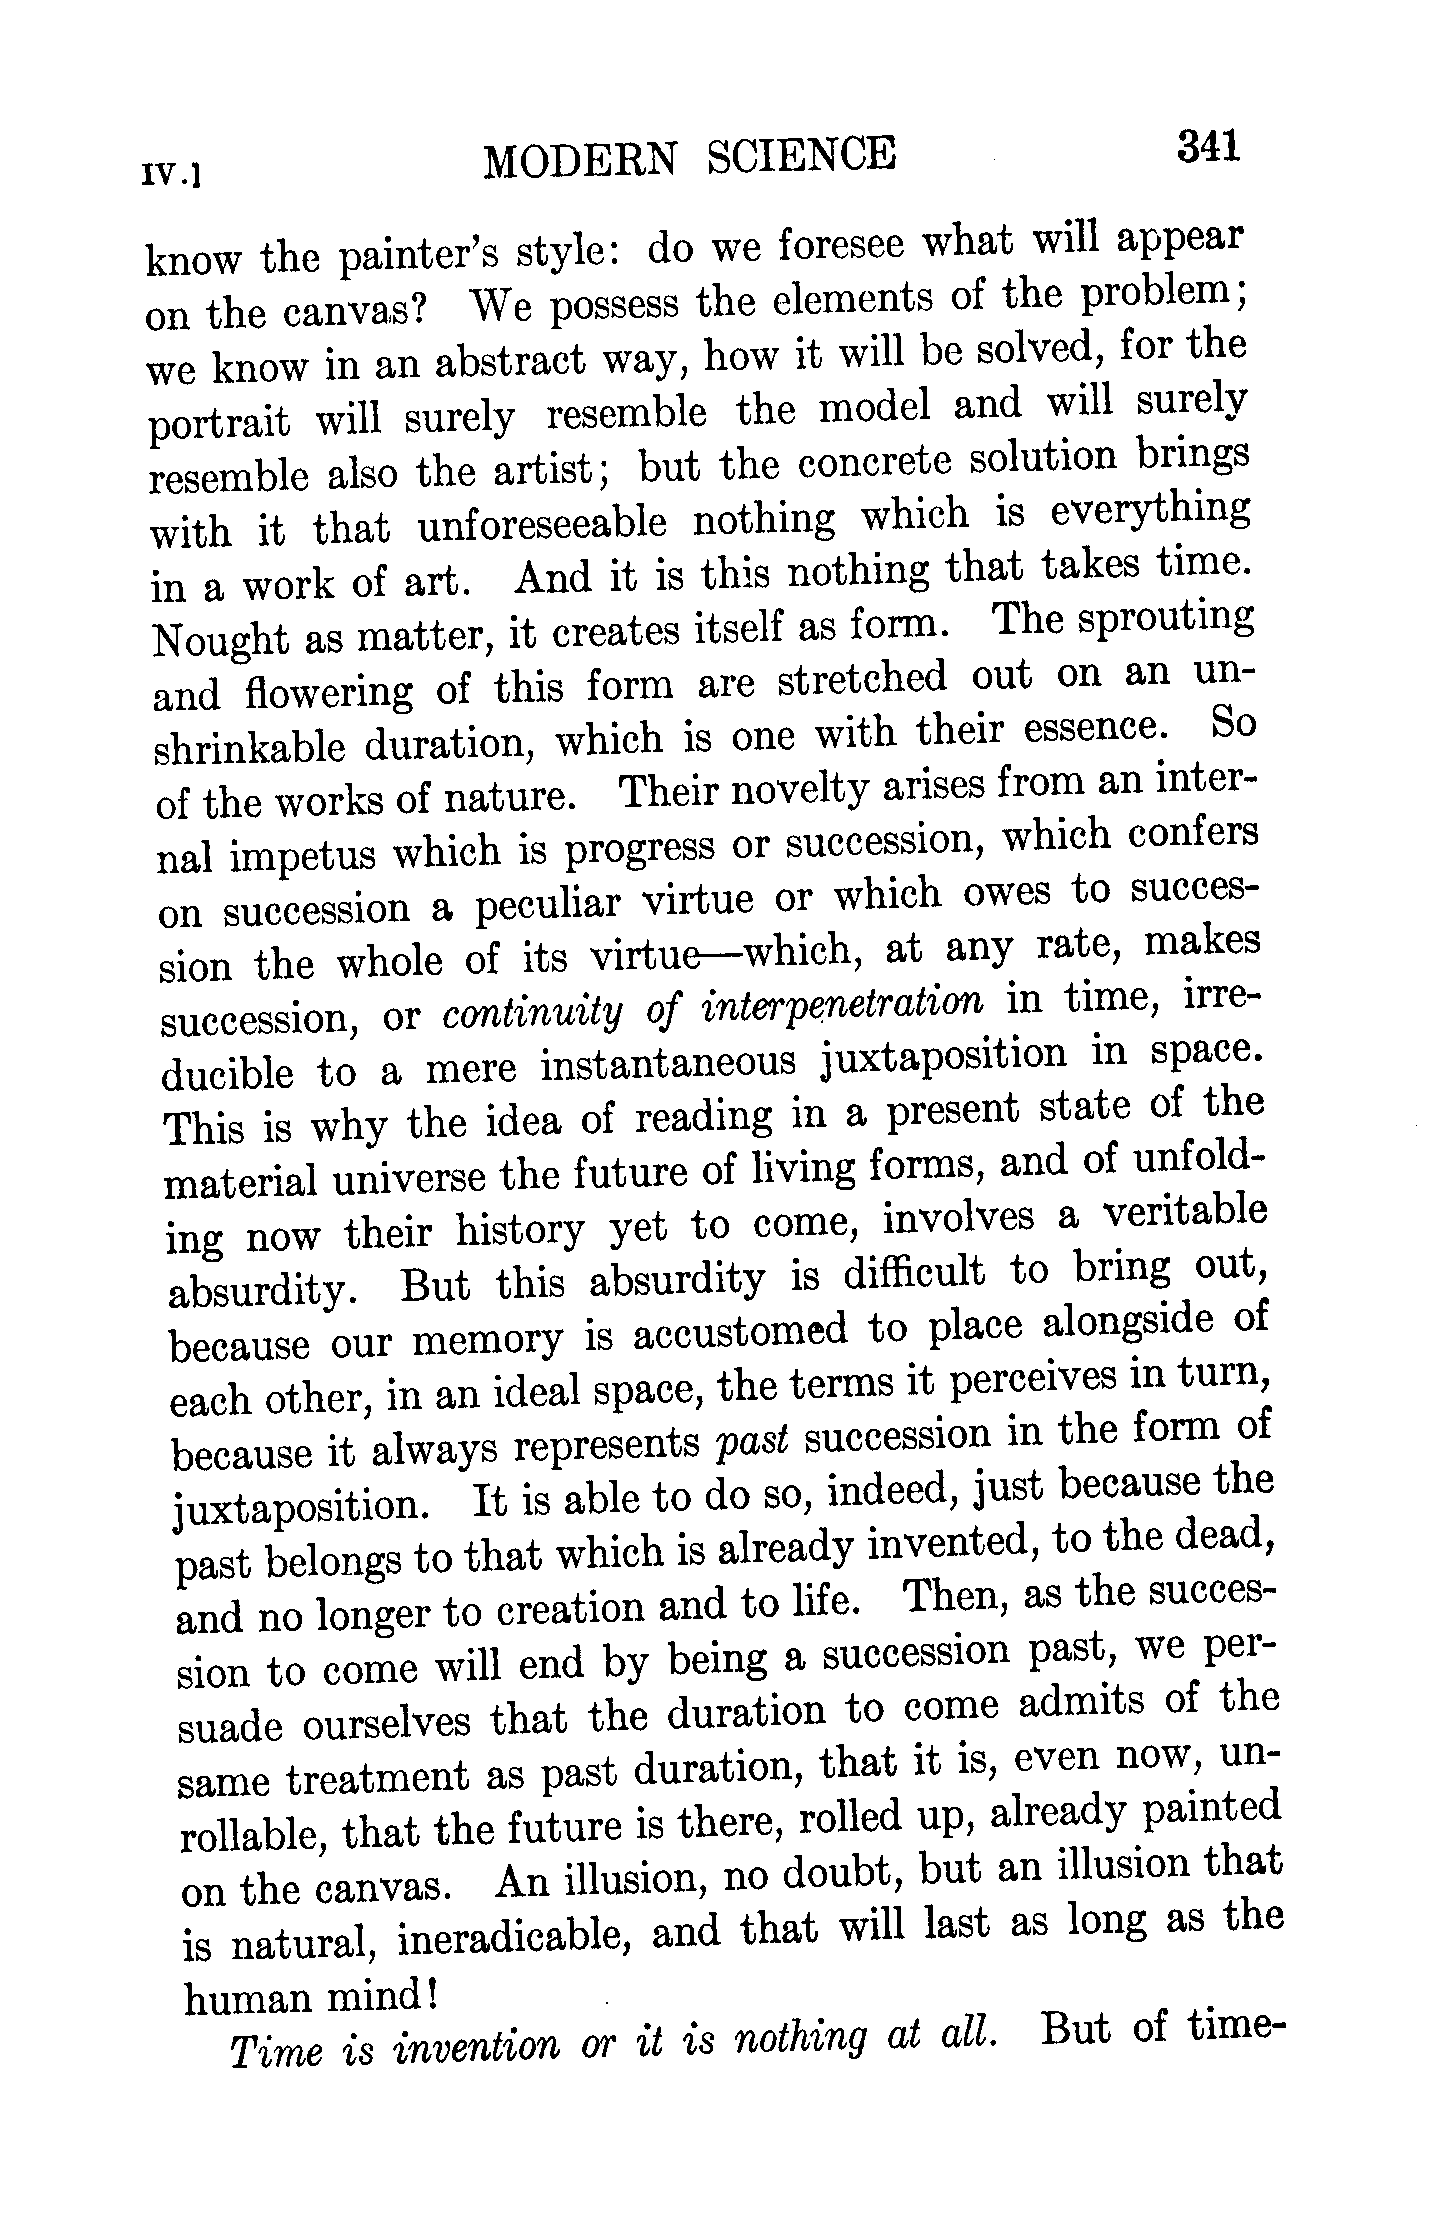 IV.] MODERN SCIENCE 341
know the painter's style: do we foresee what will appear
on the canvas? We possess the elements of the problem;
we know in an abstract way, how it will be solved, for the
portrait will surely resemble the model and will surely
resemble also the artist; but the concrete solution brings
with it that unforeseeable nothing which is everything
in a work of art. And it is this nothing that takes time.
Nought as matter, it creates itself as form. The sprouting
and flowering of this form are stretched out on an un-
shrinkable duration, which is one with their essence. So
of the works of nature. Their novelty arises from an inter-
nal impetus which is progress or succession, which confers
on succession a peculiar virtue or which owes to succes-
sion the whole of its virtue—which, at any rate, makes
succession, or continuity of interpenetration in time, irre-
ducible to a mere instantaneous juxtaposition in space.
This is why the idea of reading in a present state of the
material universe the future of living forms, and of unfold-
ing now their history yet to come, involves a veritable
absurdity. But this absurdity is difficult to bring out,
because our memory is accustomed to place alongside of
each other, in an ideal space, the terms it perceives in turn,
because it always represents past succession in the form of
juxtaposition. It is able to do so, indeed, just because the
past belongs to that which is already invented, to the dead,
and no longer to creation and to life. Then, as the succes-
sion to come will end by being a succession past, we per-
suade ourselves that the duration to come admits of the
same treatment as past duration, that it is, even now, un-
rollable, that the future is there, rolled up, already painted
on the canvas. An illusion, no doubt, but an illusion that
is natural, ineradicable, and that will last as long as the
human mind!
Time is invention or it is nothing at all. But of time-